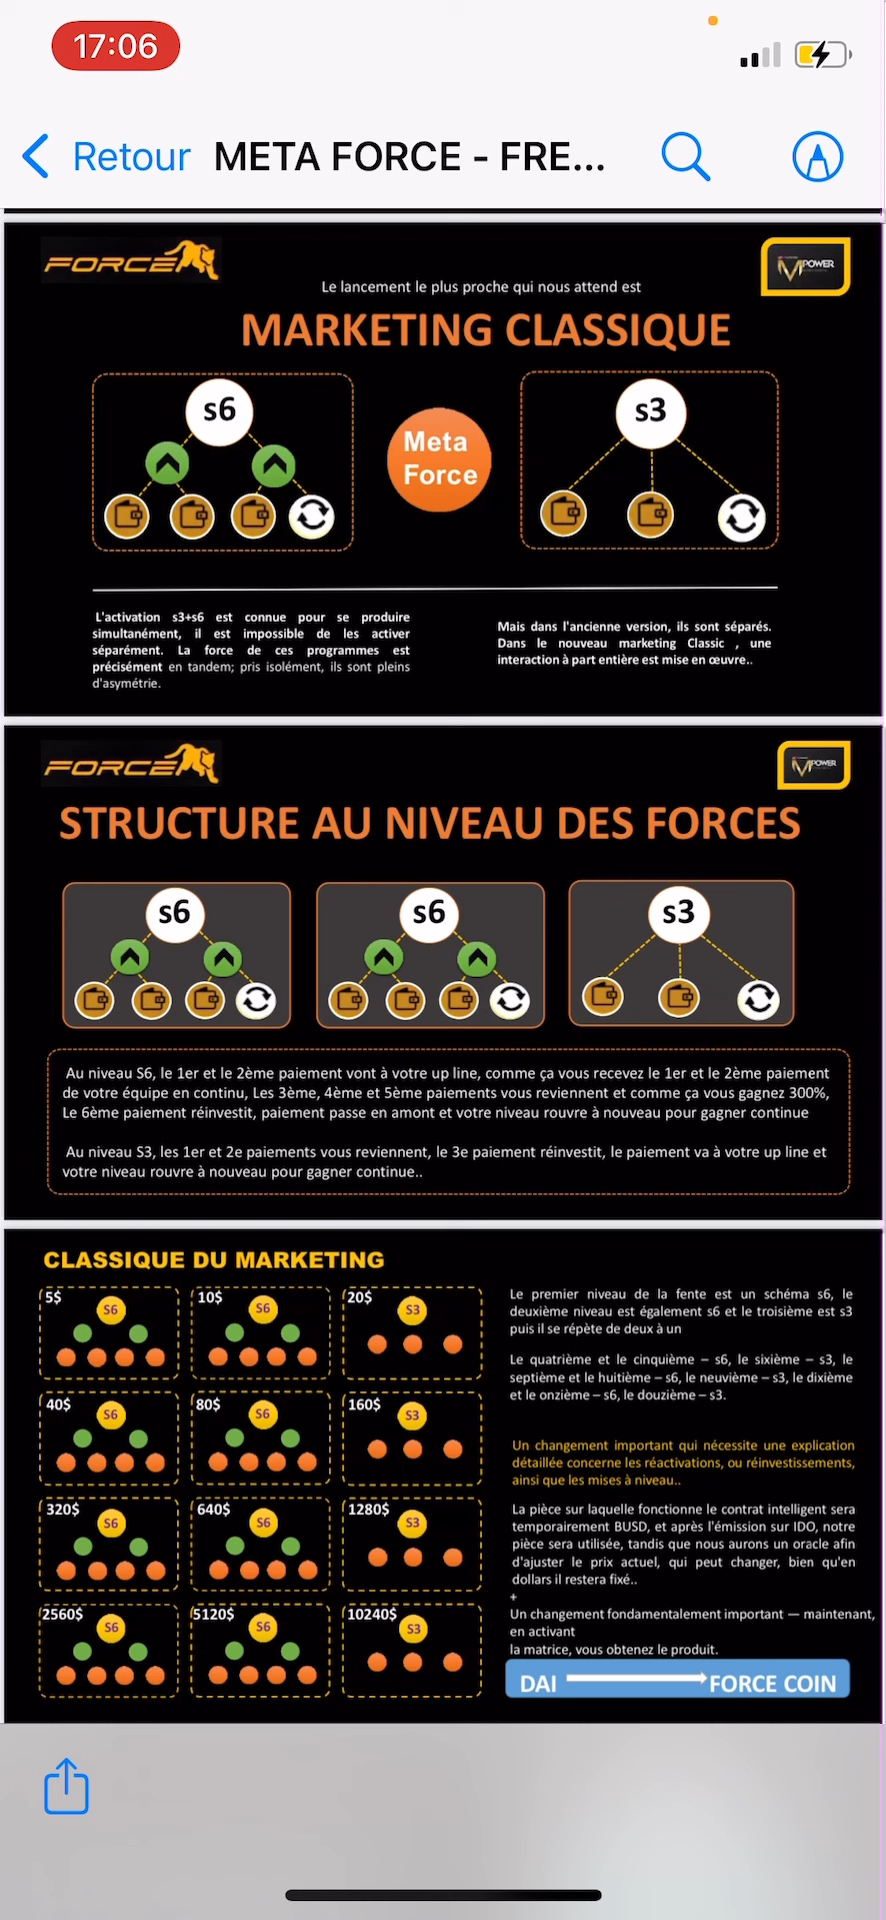 17:06
Retour META FORCE - FRE...
FORCE
MPOWER
Le lancement le plus proche qui nous attend est
MARKETING CLASSIQUE
s6
Meta
Force
s3
L'activation s3+s6 est connue pour se produire
simultanément, il est impossible de les activer
séparément. La force de ces programmes est
précisément en tandem; pris isolément, ils sont pleins
d'asymétrie.
Mais dans l'ancienne version, ils sont séparés.
Dans le nouveau marketing Classic , une
interaction à part entière est mise en œuvre..
FORCE
MPOWER
STRUCTURE AU NIVEAU DES FORCES
s6
s6
s3
Au niveau S6, le 1er et le 2ème paiement vont à votre up line, comme ça vous recevez le 1er et le 2ème paiement
de votre équipe en continu, Les 3ème, 4ème et 5ème paiements vous reviennent et comme ça vous gagnez 300%,
Le 6ème paiement réinvestit, paiement passe en amont et votre niveau rouvre à nouveau pour gagner continue
Au niveau S3, les 1er et 2e paiements vous reviennent, le 3e paiement réinvestit, le paiement va à votre up line et
votre niveau rouvre à nouveau pour gagner continue..
CLASSIQUE DU MARKETING
5$ S6
10$ S6
20$ S3
40$ S6
80$ S6
160$ S3
320$ S6
640$ S6
1280$ S3
2560$ S6
5120$ S6
10240$ S3
Le premier niveau de la fente est un schéma s6, le
deuxième niveau est également s6 et le troisième est s3
puis il se répète de deux à un
Le quatrième et le cinquième – s6, le sixième – s3, le
septième et le huitième – s6, le neuvième – s3, le dixième
et le onzième – s6, le douzième – s3.
Un changement important qui nécessite une explication
détaillée concerne les réactivations, ou réinvestissements,
ainsi que les mises à niveau..
La pièce sur laquelle fonctionne le contrat intelligent sera
temporairement BUSD, et après l'émission sur IDO, notre
pièce sera utilisée, tandis que nous aurons un oracle afin
d'ajuster le prix actuel, qui peut changer, bien qu'en
dollars il restera fixé..
+
Un changement fondamentalement important — maintenant,
en activant
la matrice, vous obtenez le produit.
DAI FORCE COIN